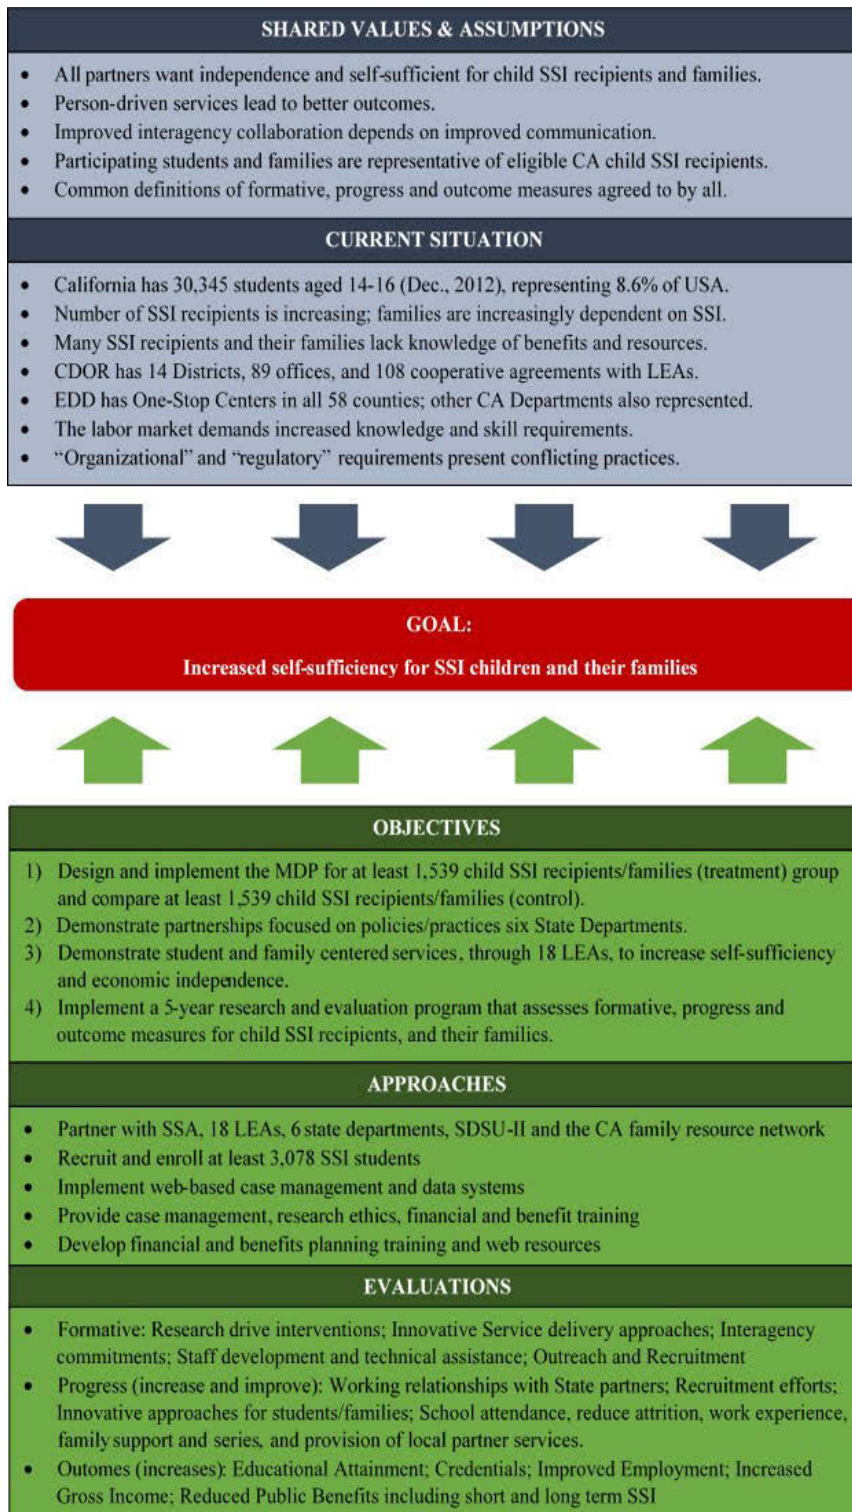 SHARED VALUES & ASSUMPTIONS
• All partners want independence and self-sufficient for child SSI recipients and families.
• Person-driven services lead to better outcomes.
• Improved interagency collaboration depends on improved communication.
• Participating students and families are representative of eligible CA child SSI recipients.
• Common definitions of formative, progress and outcome measures agreed to by all.
CURRENT SITUATION
• California has 30,345 students aged 14-16 (Dec., 2012), representing 8.6% of USA.
• Number of SSI recipients is increasing; families are increasingly dependent on SSI.
• Many SSI recipients and their families lack knowledge of benefits and resources.
• CDOR has 14 Districts, 89 offices, and 108 cooperative agreements with LEAs.
• EDD has One-Stop Centers in all 58 counties; other CA Departments also represented.
• The labor market demands increased knowledge and skill requirements.
• “Organizational” and “regulatory” requirements present conflicting practices.
GOAL:
Increased self-sufficiency for SSI children and their families
OBJECTIVES
1) Design and implement the MDP for at least 1,539 child SSI recipients/families (treatment) group
and compare at least 1,539 child SSI recipients/families (control).
2) Demonstrate partnerships focused on policies/practices six State Departments.
3) Demonstrate student and family centered services, through 18 LEAs, to increase self-sufficiency
and economic independence.
4) Implement a 5-year research and evaluation program that assesses formative, progress and
outcome measures for child SSI recipients, and their families.
APPROACHES
• Partner with SSA, 18 LEAs, 6 state departments, SDSU-II and the CA family resource network
• Recruit and enroll at least 3,078 SSI students
• Implement web-based case management and data systems
• Provide case management, research ethics, financial and benefit training
• Develop financial and benefits planning training and web resources
EVALUATIONS
• Formative: Research drive interventions; Innovative Service delivery approaches; Interagency
commitments; Staff development and technical assistance; Outreach and Recruitment
• Progress (increase and improve): Working relationships with State partners; Recruitment efforts;
Innovative approaches for students/families; School attendance, reduce attrition, work experience,
family support and series, and provision of local partner services.
• Outcomes (increases): Educational Attainment; Credentials; Improved Employment; Increased
Gross Income; Reduced Public Benefits including short and long term SSI